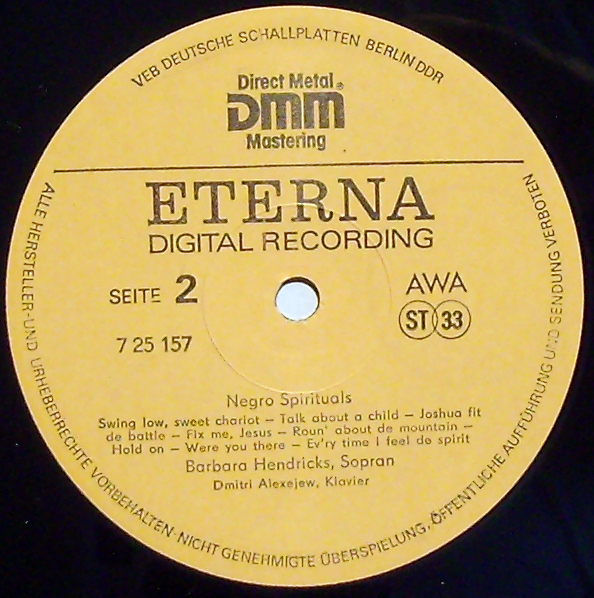 VEB DEUTSCHE SCHALLPLATTEN BERLIN DDR
Direct Metal
DMM®
Mastering
ETERNA
DIGITAL RECORDING
SEITE 2
AWA
7 25 157
ST 33
Negro Spirituals
Swing low, sweet chariot – Talk about a child – Joshua fit
de battle – Fix me, Jesus – Roun' about de mountain –
Hold on – Were you there – Ev'ry time I feel de spirit
Barbara Hendricks, Sopran
Dmitri Alexejew, Klavier
ALLE HERSTELLER-UND URHEBERRECHTE VORBEHALTEN·NICHT GENEHMIGTE ÜBERSPIELUNG, ÖFFENTLICHE AUFFÜHRUNG UND SENDUNG VERBOTEN